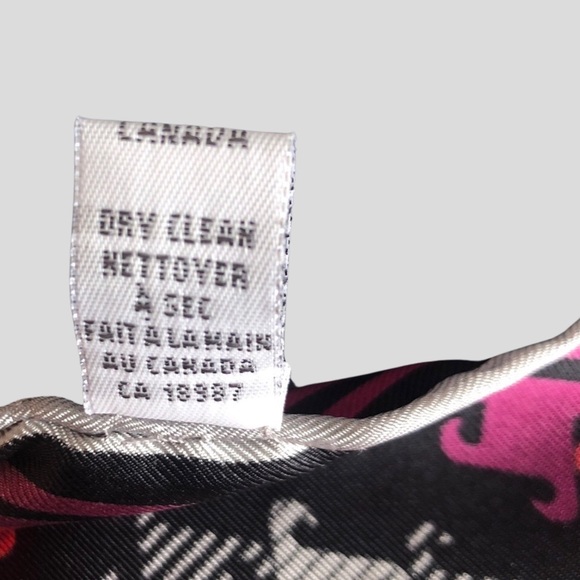 CANADA
DRY CLEAN
NETTOYER
À SEC
FAIT A LA MAIN
AU CANADA
CA 18987